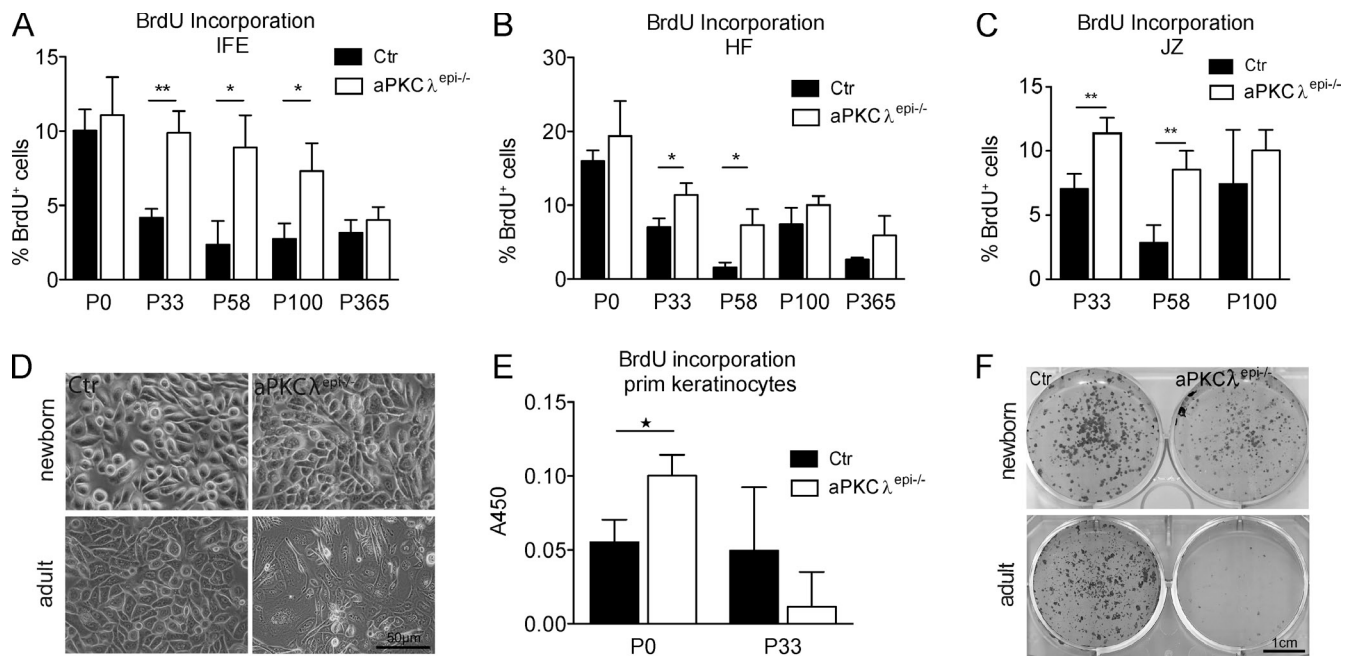 A
BrdU Incorporation
IFE
Ctr
aPKCλepi-/-
**
*
*
% BrdU+ cells
15
10
5
0
P0 P33 P58 P100 P365
B
BrdU Incorporation
HF
Ctr
aPKCλepi-/-
*
*
% BrdU+ cells
30
20
10
0
P0 P33 P58 P100 P365
C
BrdU Incorporation
JZ
Ctr
aPKCλepi-/-
**
**
% BrdU+ cells
15
10
5
0
P33 P58 P100
D
Ctr
aPKCλepi-/-
newborn
adult
50µm
E
BrdU incorporation
prim keratinocytes
Ctr
aPKCλepi-/-
★
A450
0.15
0.10
0.05
0.00
P0 P33
F
Ctr
aPKCλepi-/-
newborn
adult
1cm